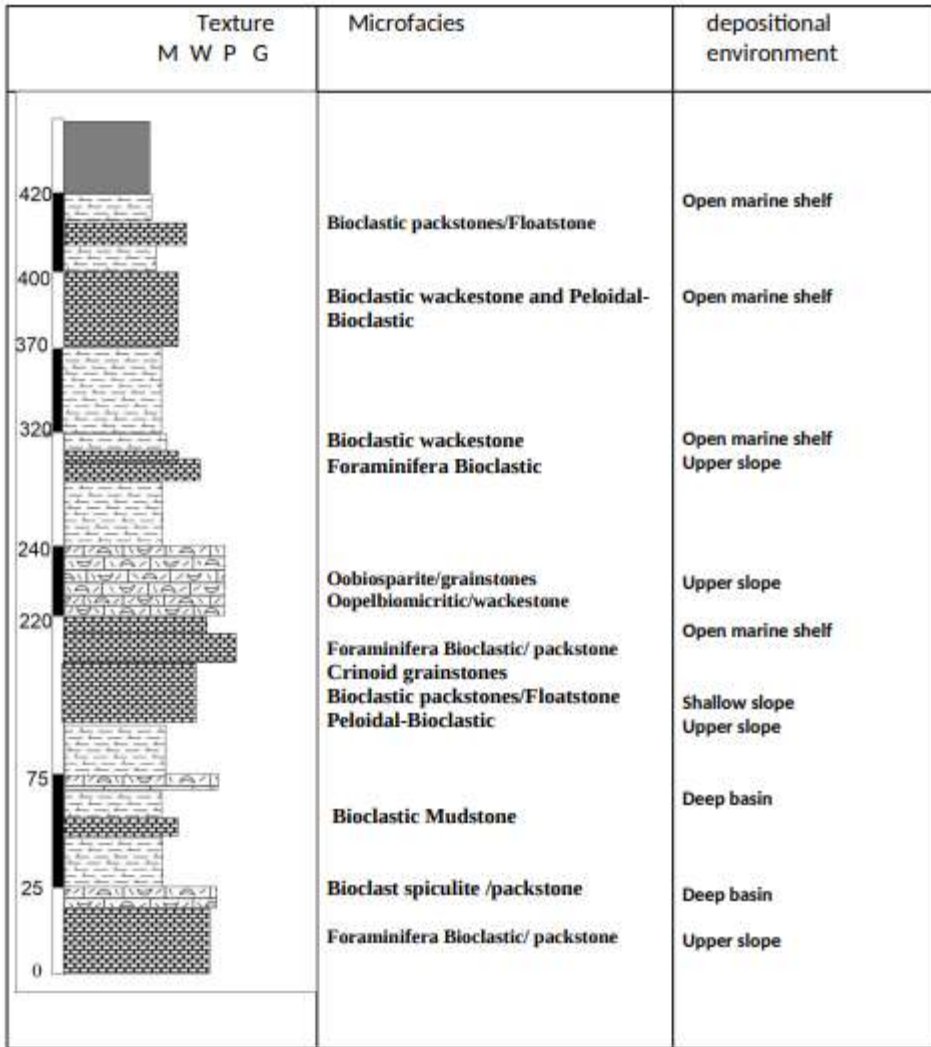 Texture
M W P G
Microfacies
depositional
environment
420
Open marine shelf
Bioclastic packstones/Floatstone
400
Bioclastic wackestone and Peloidal-
Bioclastic
Open marine shelf
370
320
Bioclastic wackestone
Foraminifera Bioclastic
Open marine shelf
Upper slope
240
Oobiosparite/grainstones
Oopelbiomicritic/wackestone
Upper slope
220
Open marine shelf
Foraminifera Bioclastic/ packstone
Crinoid grainstones
Bioclastic packstones/Floatstone
Peloidal-Bioclastic
Shallow slope
Upper slope
75
Deep basin
Bioclastic Mudstone
25
Bioclast spiculite /packstone
Deep basin
Foraminifera Bioclastic/ packstone
Upper slope
0